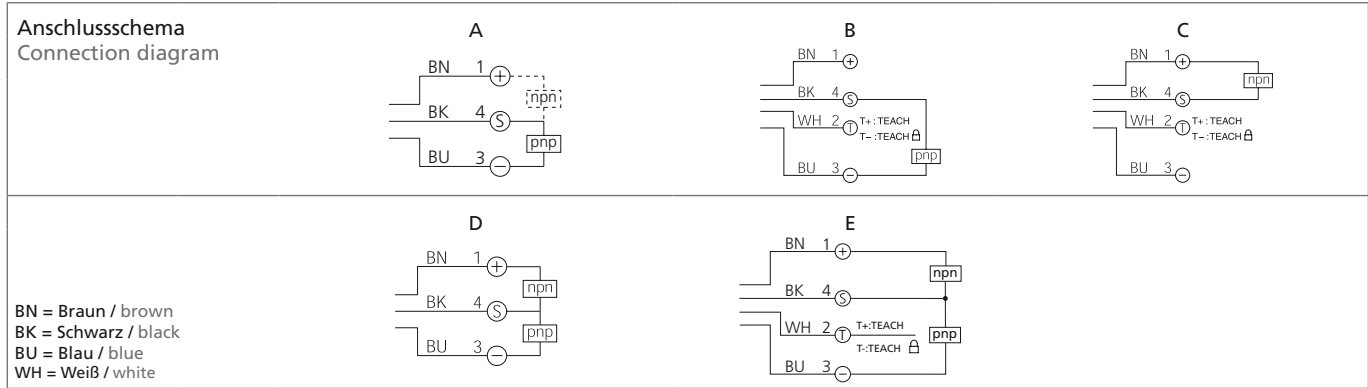 Anschlussschema
Connection diagram
A
BN 1 +
npn
BK 4 S
pnp
BU 3 −
B
BN 1 +
BK 4 S
WH 2 T T+: TEACH
T−:TEACH
pnp
BU 3 −
C
BN 1 +
npn
BK 4 S
WH 2 T T+: TEACH
T−:TEACH
BU 3 −
D
BN 1 +
npn
BK 4 S
pnp
BU 3 −
E
BN 1 +
npn
BK 4 S
WH 2 T T+:TEACH
T-:TEACH
pnp
BU 3 −
BN = Braun / brown
BK = Schwarz / black
BU = Blau / blue
WH = Weiß / white